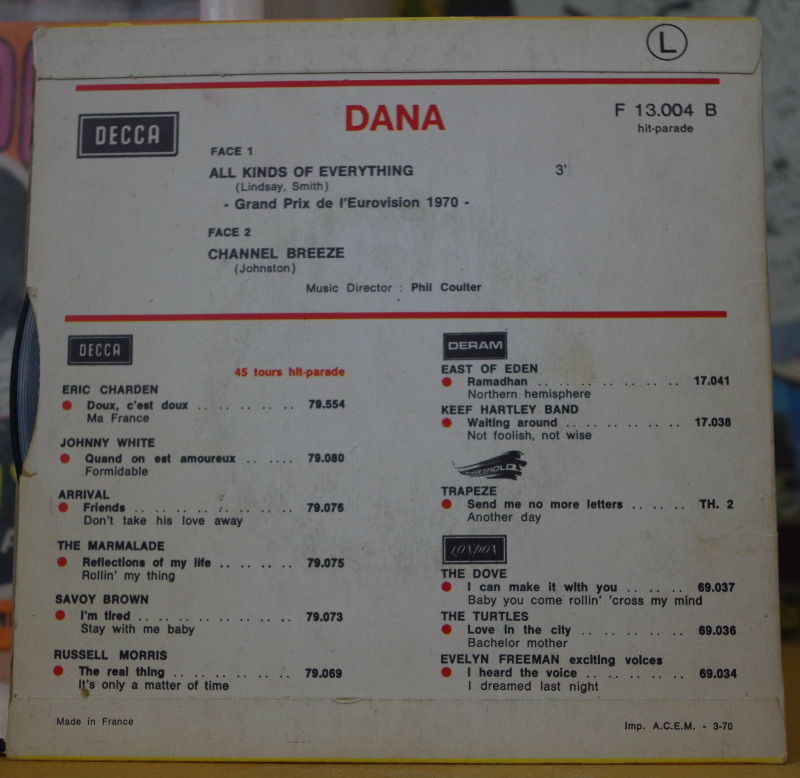 L
DECCA
DANA
F 13.004 B
hit-parade
FACE 1
ALL KINDS OF EVERYTHING 3'
(Lindsay, Smith)
- Grand Prix de l'Eurovision 1970 -
FACE 2
CHANNEL BREEZE
(Johnston)
Music Director : Phil Coulter
DECCA
45 tours hit-parade
ERIC CHARDEN
Doux, c'est doux .. .. .. .. .. 79.554
Ma France
JOHNNY WHITE
Quand on est amoureux .. .... 79.080
Formidable
ARRIVAL
Friends .. .. .. .. .. .. .. .. 79.076
Don't take his love away
THE MARMALADE
Reflections of my life .. .. .. .. 79.075
Rollin' my thing
SAVOY BROWN
I'm tired .. .. .. .. .. .. .. .. 79.073
Stay with me baby
RUSSELL MORRIS
The real thing .. .. .. .. .. .. 79.069
It's only a matter of time
DERAM
EAST OF EDEN
Ramadhan .. .. .. .. .. .. .. 17.041
Northern hemisphere
KEEF HARTLEY BAND
Waiting around .. .. .. .. .. .. 17.038
Not foolish, not wise
THRESHOLD
TRAPEZE
Send me no more letters .. .. .. TH. 2
Another day
LONDON
THE DOVE
I can make it with you .. .. .. 69.037
Baby you come rollin' 'cross my mind
THE TURTLES
Love in the city .. .. .. .. .. 69.036
Bachelor mother
EVELYN FREEMAN exciting voices
I heard the voice .. .. .. .. .. 69.034
I dreamed last night
Made in France
Imp. A.C.E.M. - 3-70